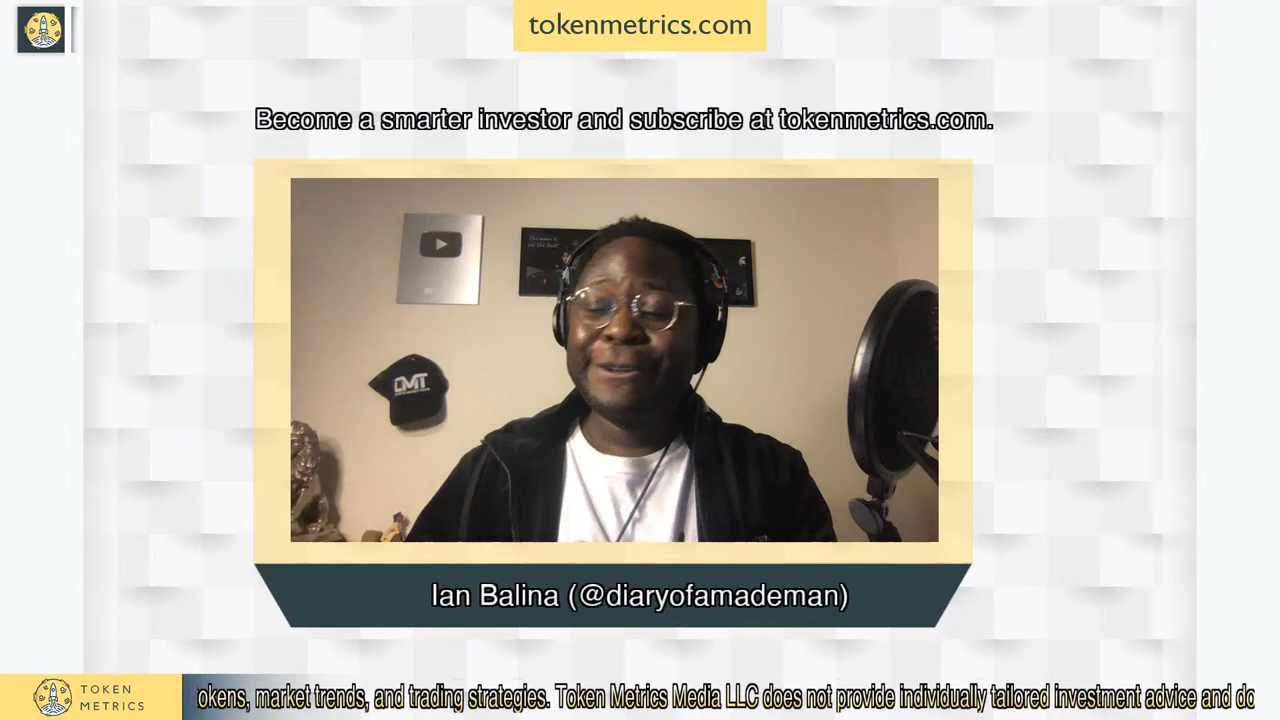 tokenmetrics.com
Become a smarter investor and subscribe at tokenmetrics.com.
Ian Balina (@diaryofamademan)
TOKEN
METRICS
okens, market trends, and trading strategies. Token Metrics Media LLC does not provide individually tailored investment advice and do